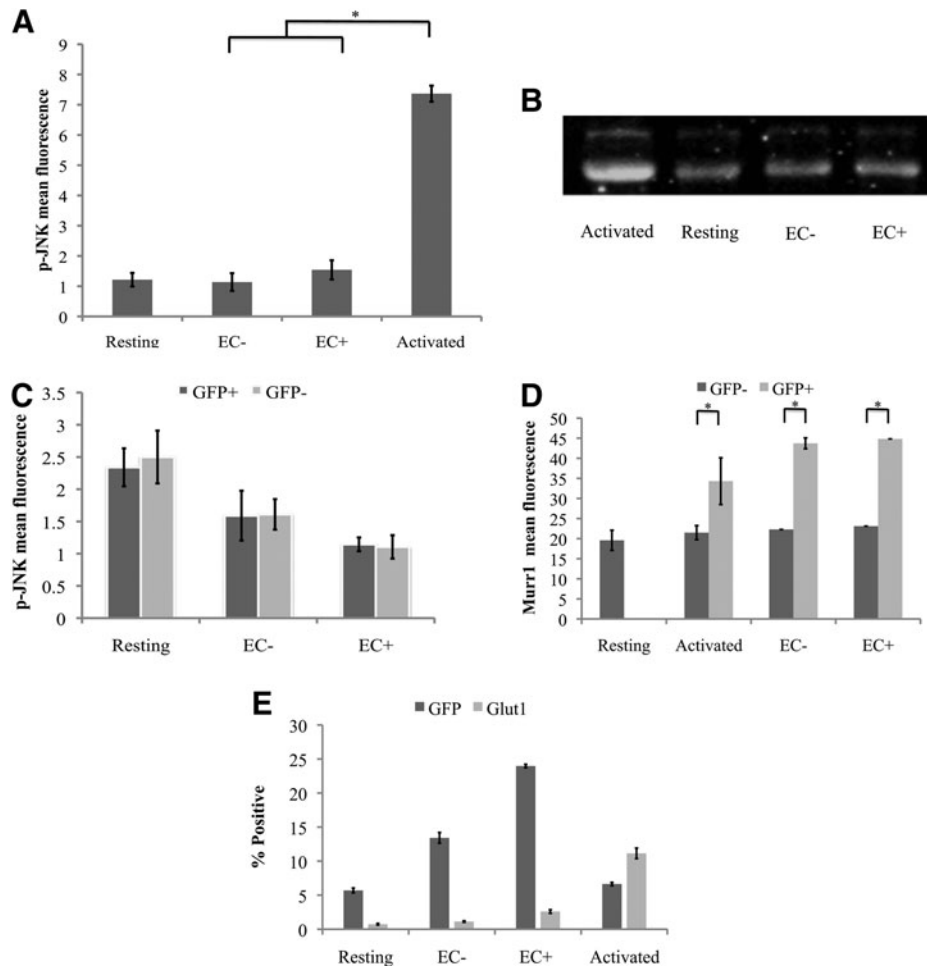 A
*
9
8
7
6
5
4
3
2
1
0
p-JNK mean fluorescence
Resting EC- EC+ Activated
B
Activated Resting EC- EC+
C
GFP+ GFP-
3.5
3
2.5
2
1.5
1
0.5
0
p-JNK mean fluorescence
Resting EC- EC+
D
GFP- GFP+
* * *
50
45
40
35
30
25
20
15
10
5
0
Murr1 mean fluorescence
Resting Activated EC- EC+
E
GFP Glut1
30
25
20
15
10
5
0
% Positive
Resting EC- EC+ Activated